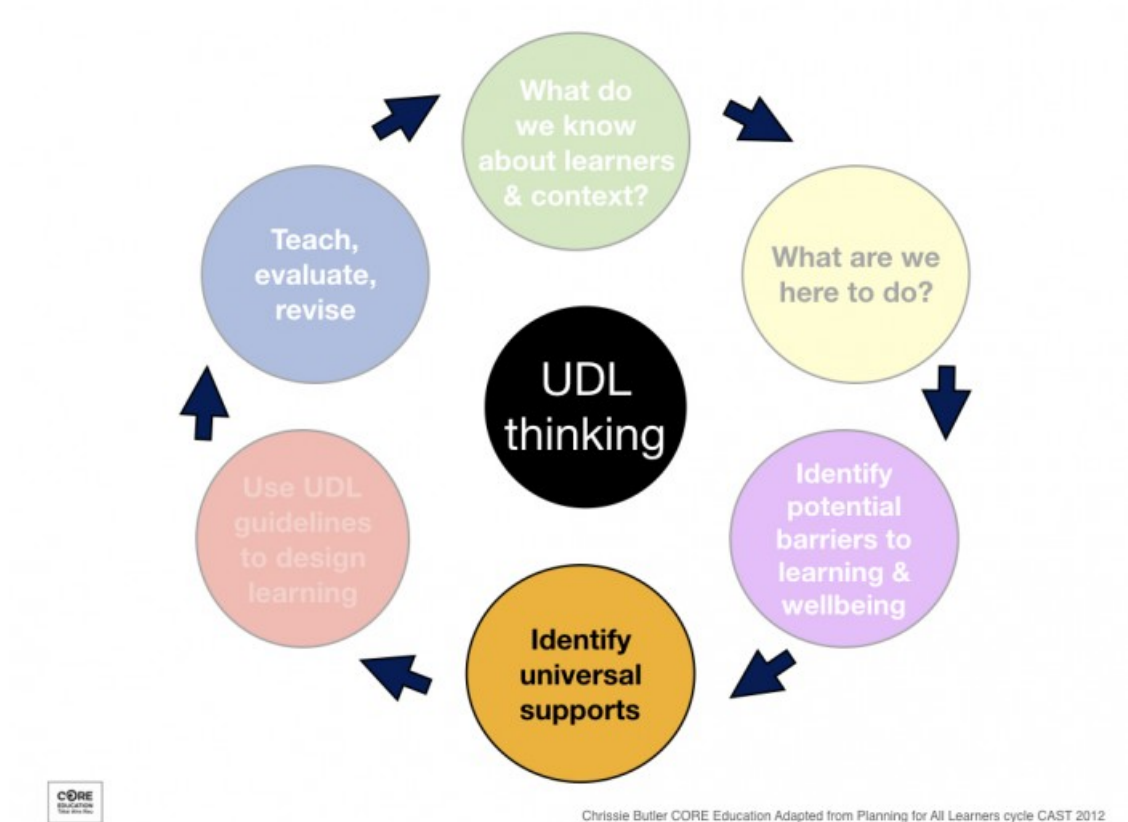 What do
we know
about learners
& context?
What are we
here to do?
Identify
potential
barriers to
learning &
wellbeing
Identify
universal
supports
Use UDL
guidelines
to design
learning
Teach,
evaluate,
revise
UDL
thinking
CORE
EDUCATION
Chrissie Butler CORE Education Adapted from Planning for All Learners cycle CAST 2012